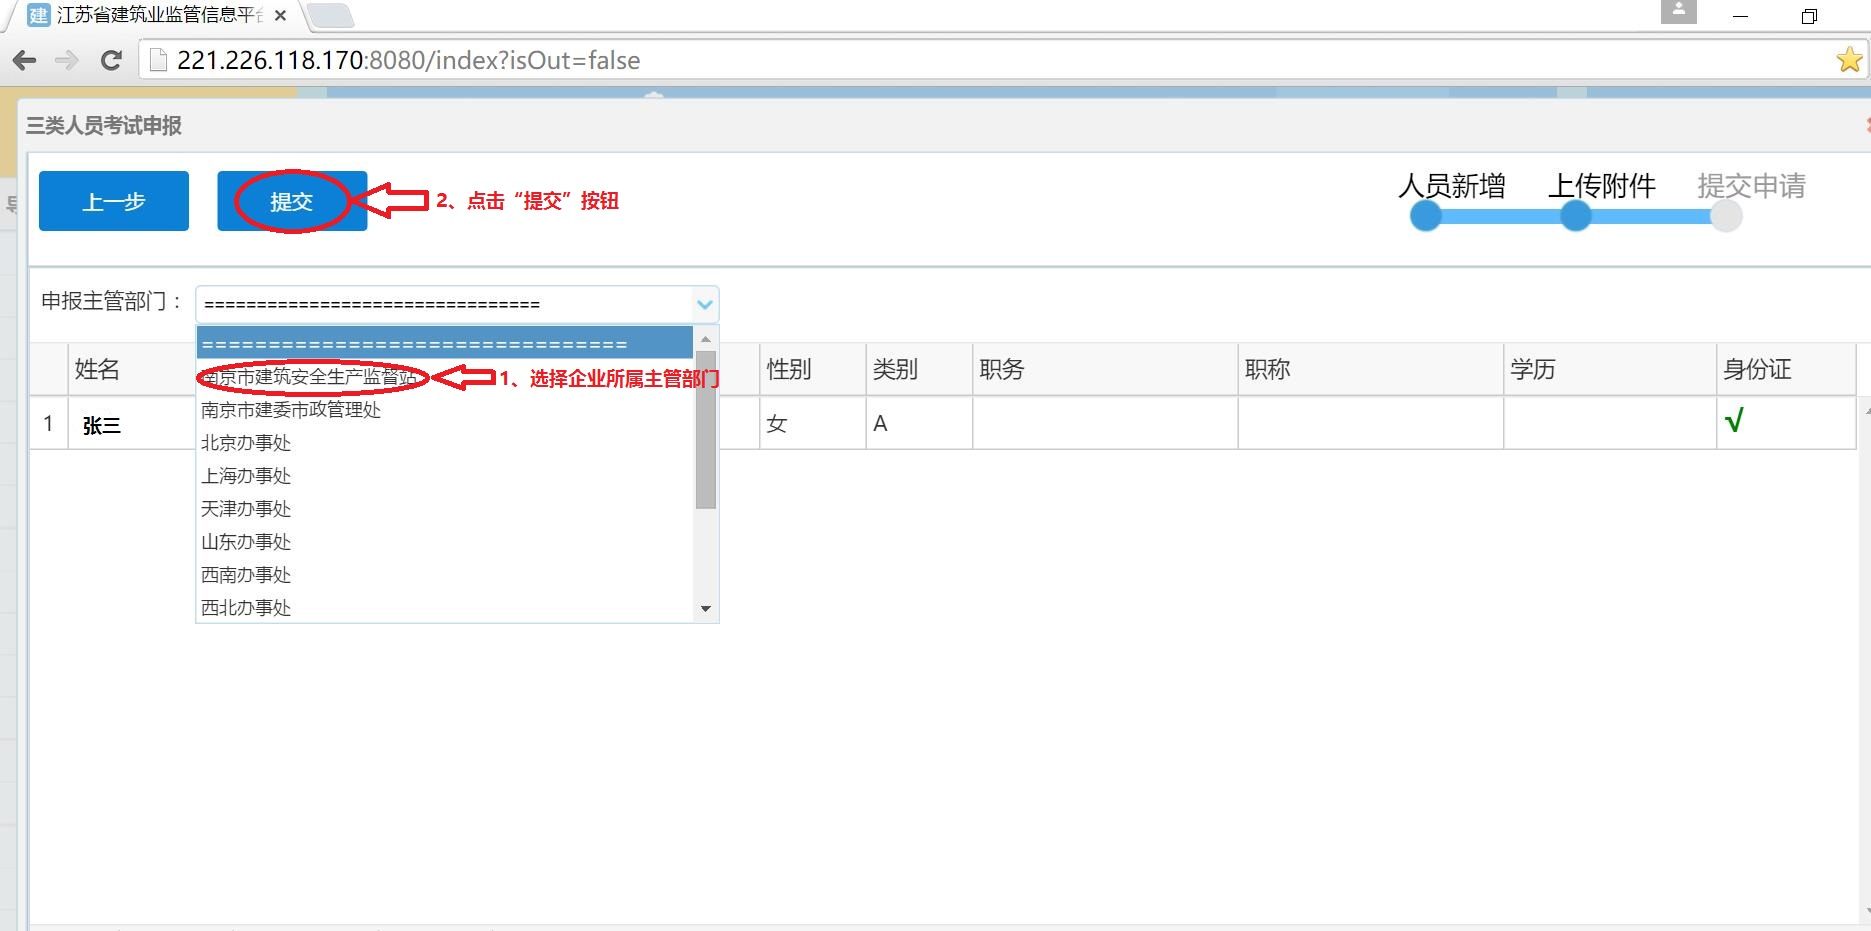 江苏省建筑业监管信息平
221.226.118.170:8080/index?isOut=false
三类人员考试申报
上一步
提交
2、点击“提交”按钮
人员新增
上传附件
提交申请
申报主管部门：
================================
================================
南京市建筑安全生产监督站
1、选择企业所属主管部门
南京市建委市政管理处
北京办事处
上海办事处
天津办事处
山东办事处
西南办事处
西北办事处
姓名 性别 类别 职务 职称 学历 身份证
1 张三 女 A √